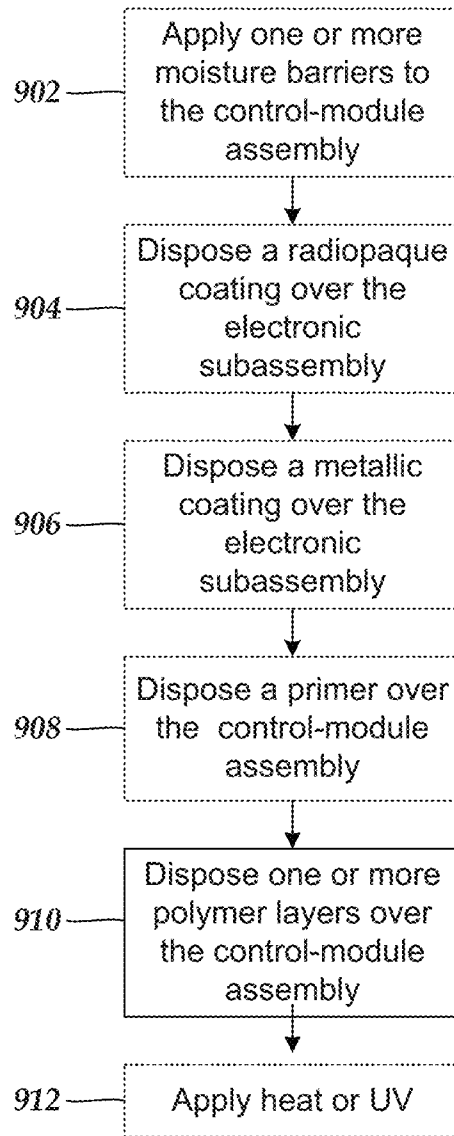 902
Apply one or more
moisture barriers to
the control-module
assembly
904
Dispose a radiopaque
coating over the
electronic
subassembly
906
Dispose a metallic
coating over the
electronic
subassembly
908
Dispose a primer over
the control-module
assembly
910
Dispose one or more
polymer layers over
the control-module
assembly
912
Apply heat or UV